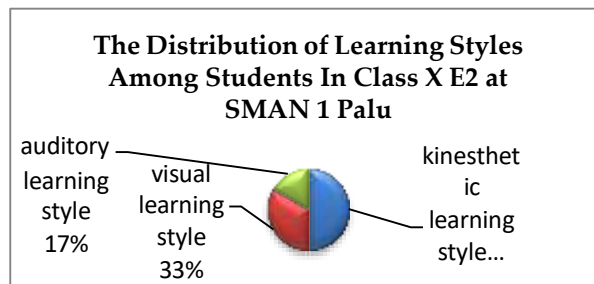 The Distribution of Learning Styles
Among Students In Class X E2 at
SMAN 1 Palu
auditory
learning
style
17%
visual
learning
style
33%
kinesthet
ic
learning
style...